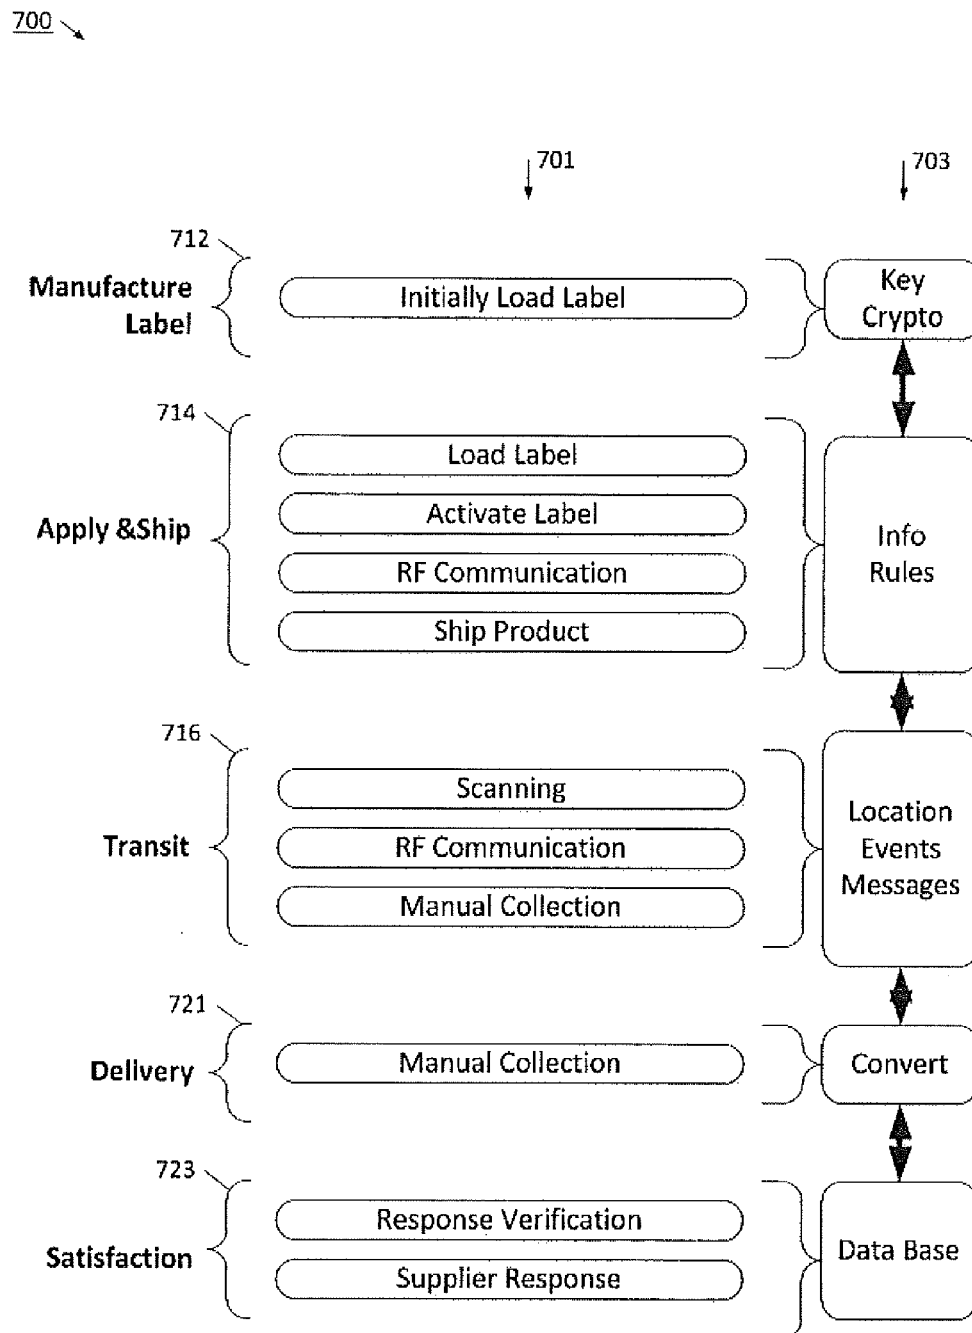 700
701
703
712
Manufacture
Label
Initially Load Label
Key
Crypto
714
Apply &Ship
Load Label
Activate Label
RF Communication
Ship Product
Info
Rules
716
Transit
Scanning
RF Communication
Manual Collection
Location
Events
Messages
721
Delivery
Manual Collection
Convert
723
Satisfaction
Response Verification
Supplier Response
Data Base